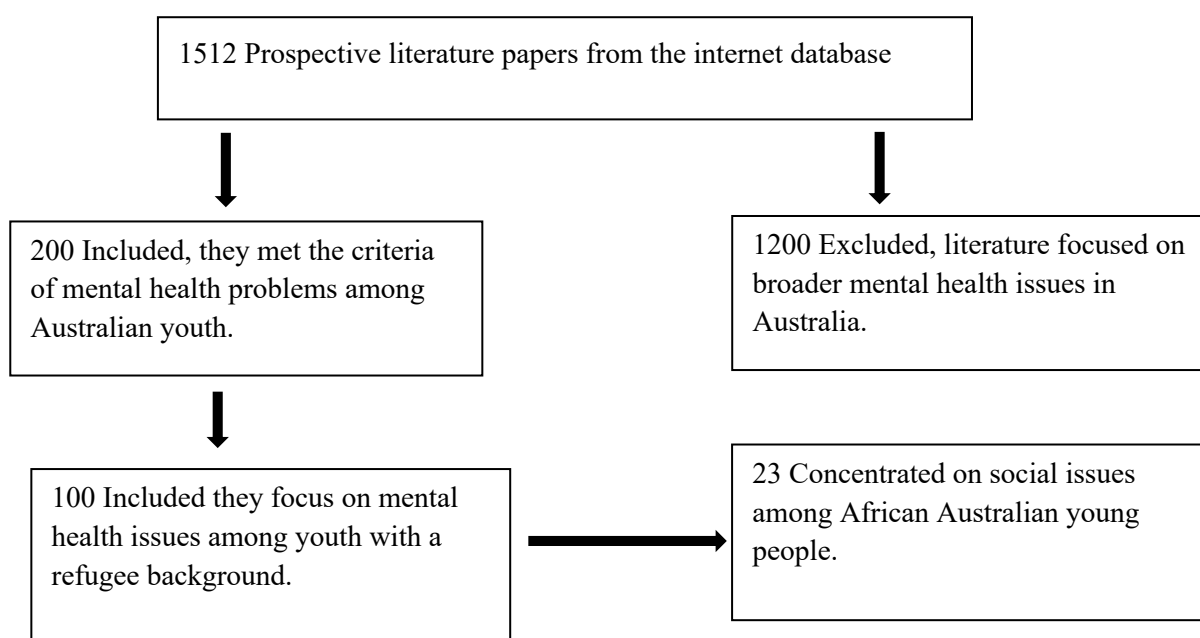 1512 Prospective literature papers from the internet database
200 Included, they met the criteria
of mental health problems among
Australian youth.
1200 Excluded, literature focused on
broader mental health issues in
Australia.
100 Included they focus on mental
health issues among youth with a
refugee background.
23 Concentrated on social issues
among African Australian young
people.